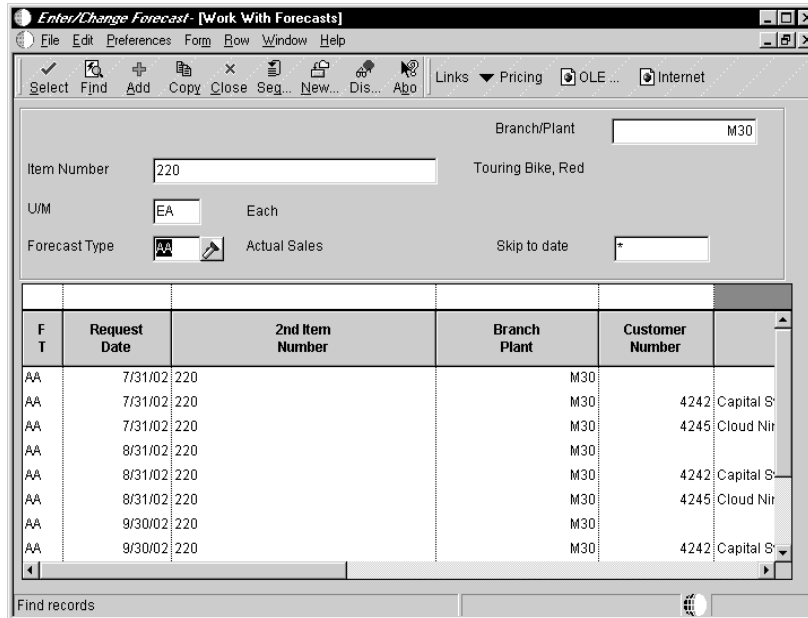 Enter/Change Forecast - [Work With Forecasts]
File Edit Preferences Form Row Window Help
Select Find Add Copy Close Seq... New... Dis... Abo Links Pricing OLE ... Internet
Branch/Plant M30
Item Number 220 Touring Bike, Red
U/M EA Each
Forecast Type AA Actual Sales Skip to date *
F T Request Date 2nd Item Number Branch Plant Customer Number
AA 7/31/02 220 M30
AA 7/31/02 220 M30 4242 Capital
AA 7/31/02 220 M30 4245 Cloud
AA 8/31/02 220 M30
AA 8/31/02 220 M30 4242 Capital
AA 8/31/02 220 M30 4245 Cloud
AA 9/30/02 220 M30
AA 9/30/02 220 M30 4242 Capital
Find records